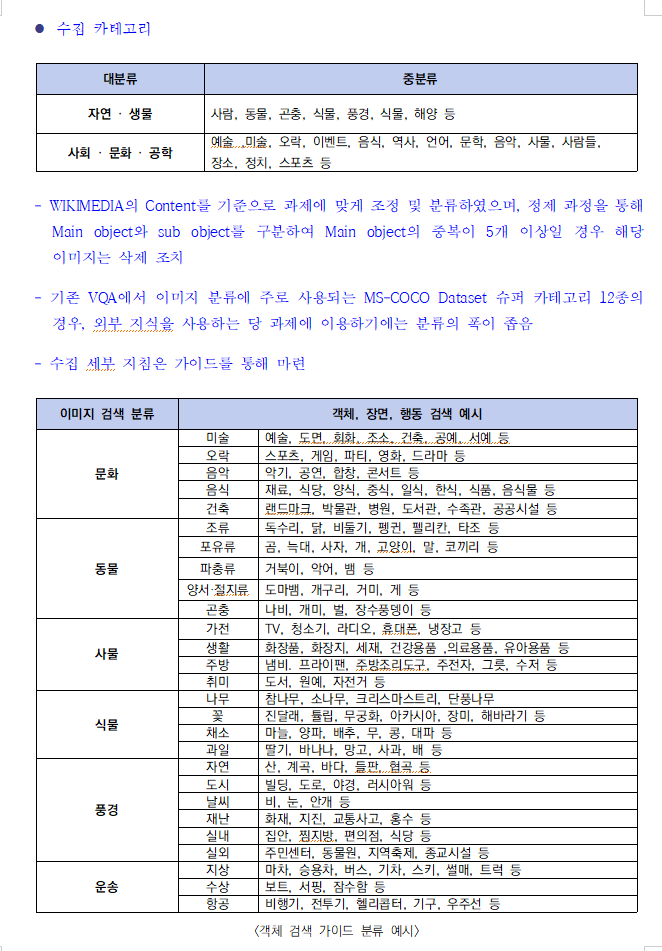 ● 수집 카테고리
대분류 중분류
자연 · 생물 사람, 동물, 곤충, 식물, 풍경, 식물, 해양 등
사회 · 문화 · 공학 예술 ,미술, 오락, 이벤트, 음식, 역사, 언어, 문학, 음악, 사물, 사람들,
장소, 정치, 스포츠 등
- WIKIMEDIA의 Content를 기준으로 과제에 맞게 조정 및 분류하였으며, 정제 과정을 통해
Main object와 sub object를 구분하여 Main object의 중복이 5개 이상일 경우 해당
이미지는 삭제 조치
- 기존 VQA에서 이미지 분류에 주로 사용되는 MS-COCO Dataset 슈퍼 카테고리 12종의
경우, 외부 지식을 사용하는 당 과제에 이용하기에는 분류의 폭이 좁음
- 수집 세부 지침은 가이드를 통해 마련
이미지 검색 분류 객체, 장면, 행동 검색 예시
문화
미술 예술, 도면, 회화, 조소, 건축, 공예, 서예 등
오락 스포츠, 게임, 파티, 영화, 드라마 등
음악 악기, 공연, 합창, 콘서트 등
음식 재료, 식당, 양식, 중식, 일식, 한식, 식품, 음식물 등
건축 랜드마크, 박물관, 병원, 도서관, 수족관, 공공시설 등
동물
조류 독수리, 닭, 비둘기, 펭귄, 펠리칸, 타조 등
포유류 곰, 늑대, 사자, 개, 고양이, 말, 코끼리 등
파충류 거북이, 악어, 뱀 등
양서·절지류 도마뱀, 개구리, 거미, 게 등
곤충 나비, 개미, 벌, 장수풍뎅이 등
사물
가전 TV, 청소기, 라디오, 휴대폰, 냉장고 등
생활 화장품, 화장지, 세재, 건강용품 ,의료용품, 유아용품 등
주방 냄비, 프라이팬, 주방조리도구, 주전자, 그릇, 수저 등
취미 도서, 원예, 자전거 등
식물
나무 참나무, 소나무, 크리스마스트리, 단풍나무
꽃 진달래, 튤립, 무궁화, 아카시아, 장미, 해바라기 등
채소 마늘, 양파, 배추, 무, 콩, 대파 등
과일 딸기, 바나나, 망고, 사과, 배 등
풍경
자연 산, 계곡, 바다, 들판, 협곡 등
도시 빌딩, 도로, 야경, 러시아워 등
날씨 비, 눈, 안개 등
재난 화재, 지진, 교통사고, 홍수 등
실내 집안, 찜지방, 편의점, 식당 등
실외 주민센터, 동물원, 지역축제, 종교시설 등
운송
지상 마차, 승용차, 버스, 기차, 스키, 썰매, 트럭 등
수상 보트, 서핑, 잠수함 등
항공 비행기, 전투기, 헬리콥터, 기구, 우주선 등
<객체 검색 가이드 분류 예시>